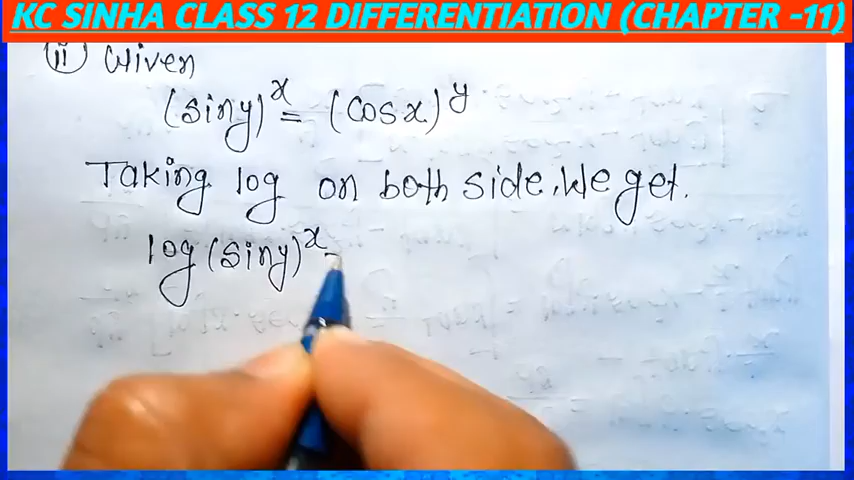 KC SINHA CLASS 12 DIFFERENTIATION (CHAPTER -11)
(ii) Given
(siny)^x = (cosx)^y
Taking log on both side, We get.
log (siny)^x =